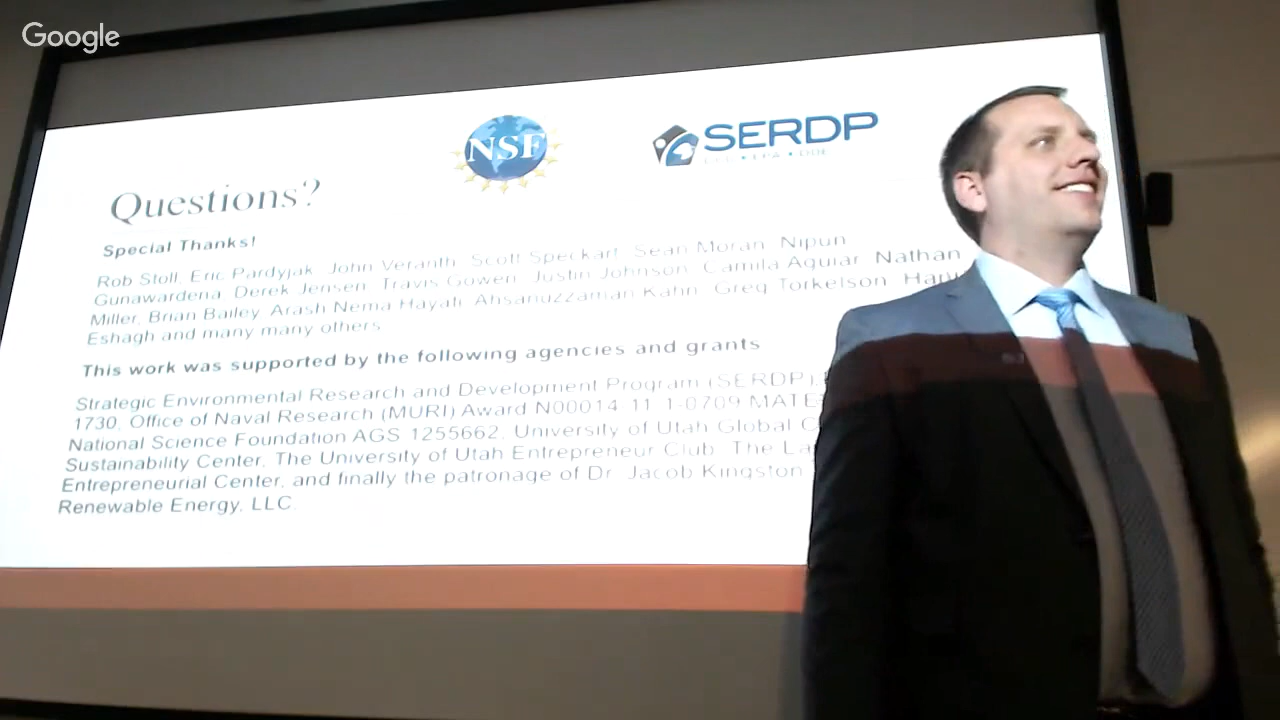 Google
NSF
SERDP
Questions?
Special Thanks!
Rob Stoll, Eric Pardyjak, John Veranth, Scott Speckart, Sean Moran, Nipun
Gunawardena, Derek Jensen, Travis Gowen, Justin Johnson, Camila Aguiar, Nathan
Miller, Brian Bailey, Arash Nema Hayati, Ahsanuzzaman Kahn, Greg Torkelson,
Eshagh and many many others
This work was supported by the following agencies and grants
Strategic Environmental Research and Development Program (SERDP),
1730, Office of Naval Research (MURI) Award N00014-11-1-0709 MATE
National Science Foundation AGS 1255662, University of Utah Global
Sustainability Center, The University of Utah Entrepreneur Club, The
Entrepreneurial Center, and finally the patronage of Dr. Jacob Kingston
Renewable Energy, LLC.